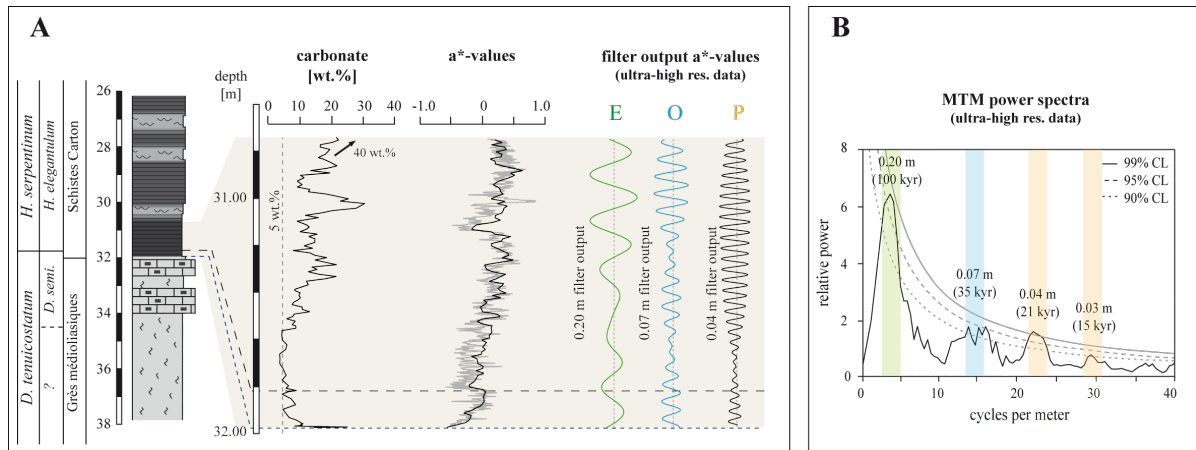 A
carbonate
[wt.%]
a*-values
filter output a*-values
(ultra-high res. data)
depth
[m]
0 10 20 30 40
-1.0 0 1.0
E O P
26
28
30
32
34
36
38
H. serpentinum
H. elegantulum
Schistes Carton
D. tenuicostatum
D. semi.
?
Grès médioliasiques
31.00
32.00
5 wt.%
40 wt.%
0.20 m filter output
0.07 m filter output
0.04 m filter output
B
MTM power spectra
(ultra-high res. data)
relative power
8
6
4
2
0
0.20 m
(100 kyr)
0.07 m
(35 kyr)
0.04 m
(21 kyr)
0.03 m
(15 kyr)
99% CL
95% CL
90% CL
0 10 20 30 40
cycles per meter